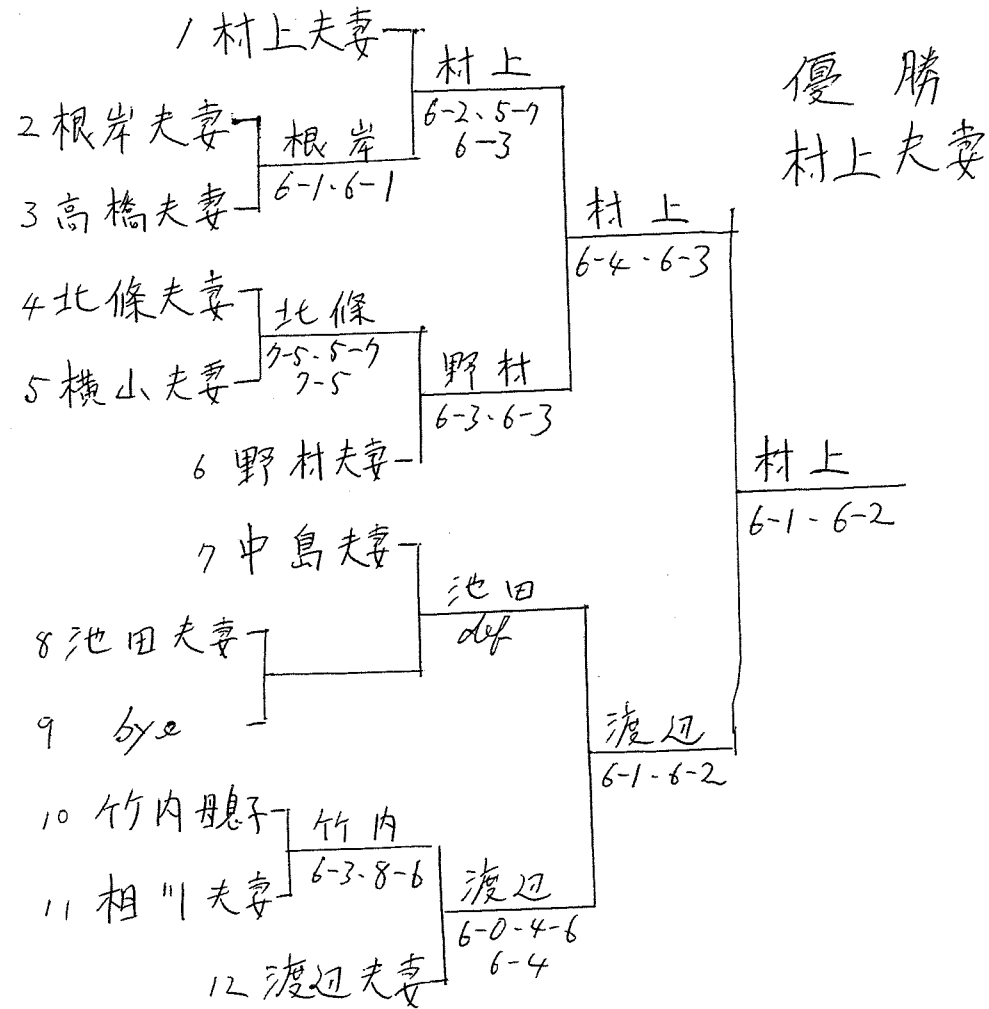 1 村上夫妻
2 根岸夫妻
3 高橋夫妻
4 北條夫妻
5 横山夫妻
6 野村夫妻
7 中島夫妻
8 池田夫妻
9 bye
10 竹内母息子
11 相川夫妻
12 渡辺夫妻
根岸
6-1・6-1
北條
7-5、5-7
7-5
竹内
6-3、8-6
村上
6-2、5-7
6-3
野村
6-3、6-3
池田
def
渡辺
6-0-4-6
6-4
村上
6-4-6-3
渡辺
6-1-6-2
村上
6-1-6-2
優勝
村上夫妻